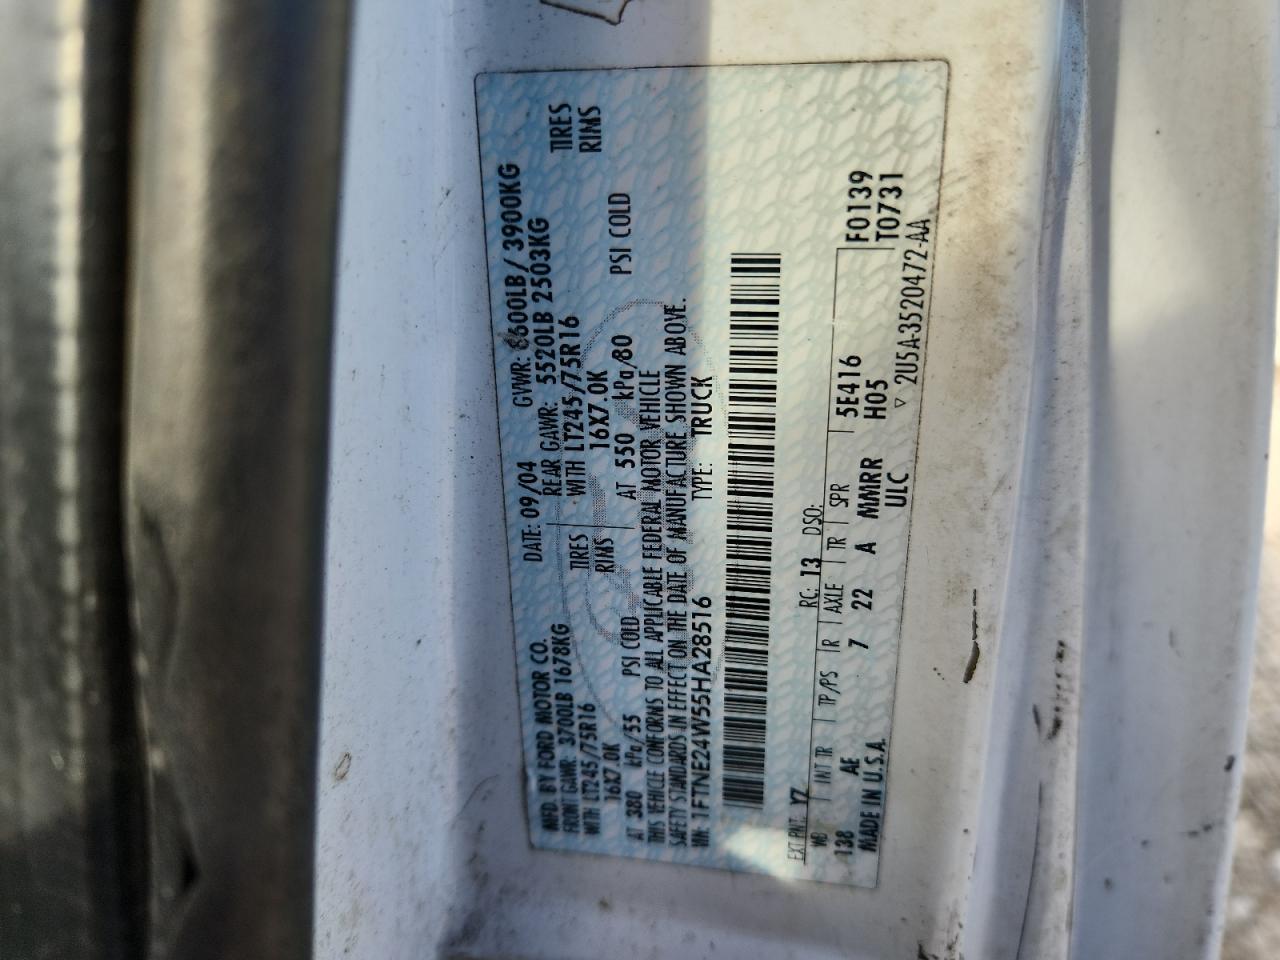 MFD. BY FORD MOTOR CO.
DATE: 09/04 GVWR: 8600LB / 3900KG
FRONT GAWR: 3700LB 1678KG REAR GAWR: 5520LB 2503KG
WITH LT245/75R16 TIRES WITH LT245/75R16 TIRES
16X7.0K RIMS 16X7.0K RIMS
AT 380 kPa/55 PSI COLD AT 550 kPa/80 PSI COLD
THIS VEHICLE CONFORMS TO ALL APPLICABLE FEDERAL MOTOR VEHICLE
SAFETY STANDARDS IN EFFECT ON THE DATE OF MANUFACTURE SHOWN ABOVE.
VIN: 1FTNE24W55HA28516 TYPE: TRUCK
F0139
T0731
EXT PNT: YZ RC: 13 DSO:
WB INT TR TP/PS R AXLE TR SPR 5E416
138 AE 7 22 A MMRR H05
MADE IN U.S.A. ULC
▽ 2U5A-3520472-AA